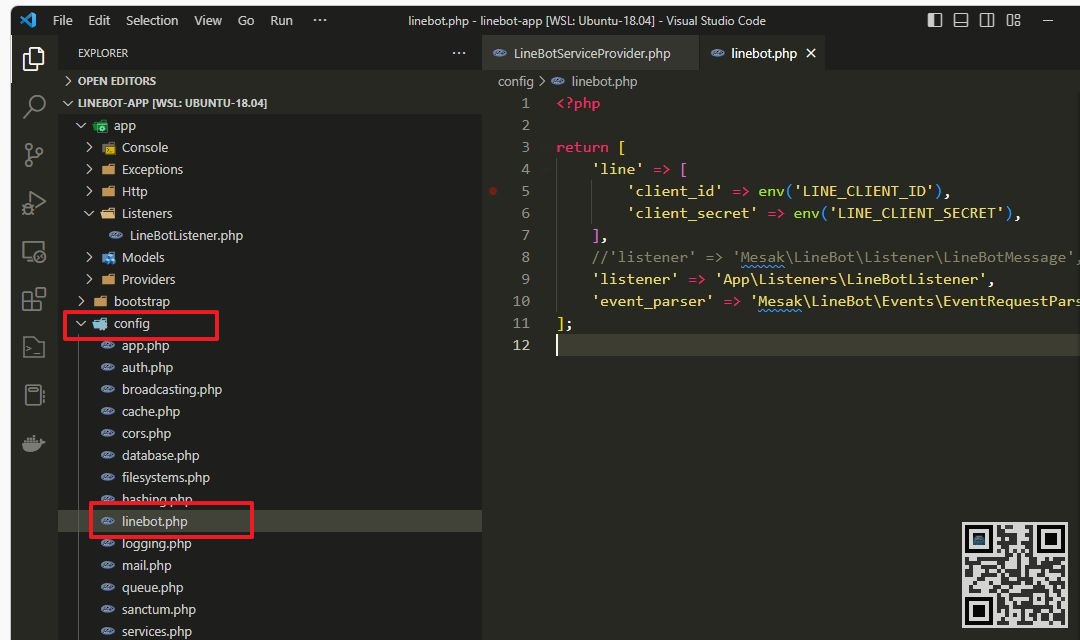 File Edit Selection View Go Run ··· linebot.php - linebot-app [WSL: Ubuntu-18.04] - Visual Studio Code
EXPLORER ···
OPEN EDITORS
LINEBOT-APP [WSL: UBUNTU-18.04]
app
Console
Exceptions
Http
Listeners
LineBotListener.php
Models
Providers
bootstrap
config
app.php
auth.php
broadcasting.php
cache.php
cors.php
database.php
filesystems.php
hashing.php
linebot.php
logging.php
mail.php
queue.php
sanctum.php
services.php
LineBotServiceProvider.php linebot.php
config > linebot.php
1 <?php
2
3 return [
4 'line' => [
5 'client_id' => env('LINE_CLIENT_ID'),
6 'client_secret' => env('LINE_CLIENT_SECRET'),
7 ],
8 //'listener' => 'Mesak\LineBot\Listener\LineBotMessage',
9 'listener' => 'App\Listeners\LineBotListener',
10 'event_parser' => 'Mesak\LineBot\Events\EventRequestPars
11 ];
12